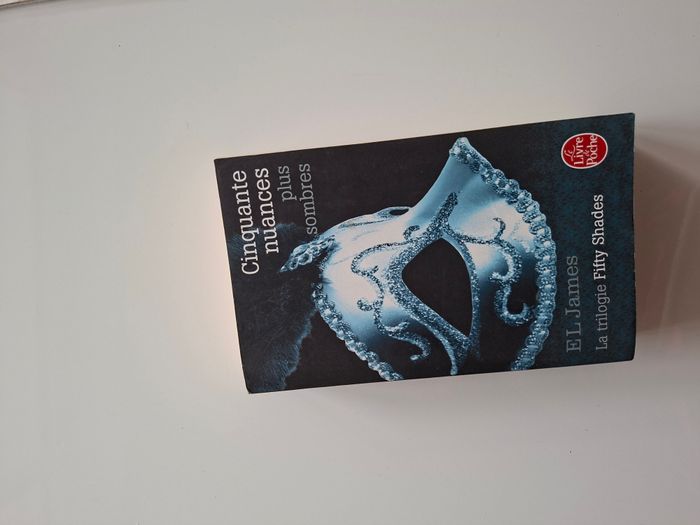 Cinquante
nuances
plus
sombres
E L James
La trilogie Fifty Shades
Le
Livre
de
Poche